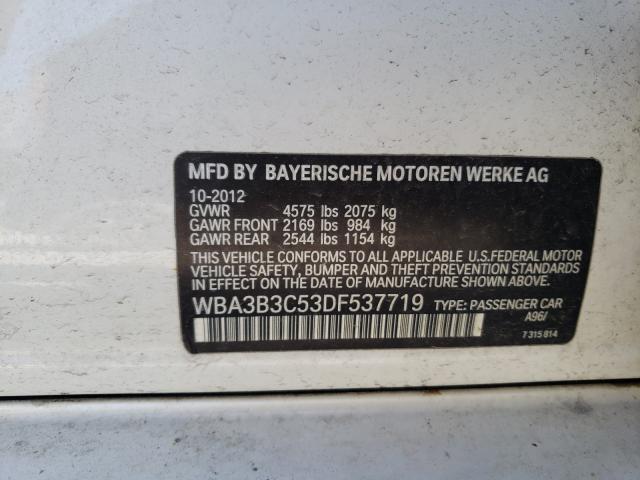 MFD BY BAYERISCHE MOTOREN WERKE AG
10-2012
GVWR 4575 lbs 2075 kg
GAWR FRONT 2169 lbs 984 kg
GAWR REAR 2544 lbs 1154 kg
THIS VEHICLE CONFORMS TO ALL APPLICABLE U.S.FEDERAL MOTOR
VEHICLE SAFETY, BUMPER AND THEFT PREVENTION STANDARDS
IN EFFECT ON THE DATE OF MANUFACTURE SHOWN ABOVE.
WBA3B3C53DF537719 TYPE: PASSENGER CAR
A96/
7 315 814